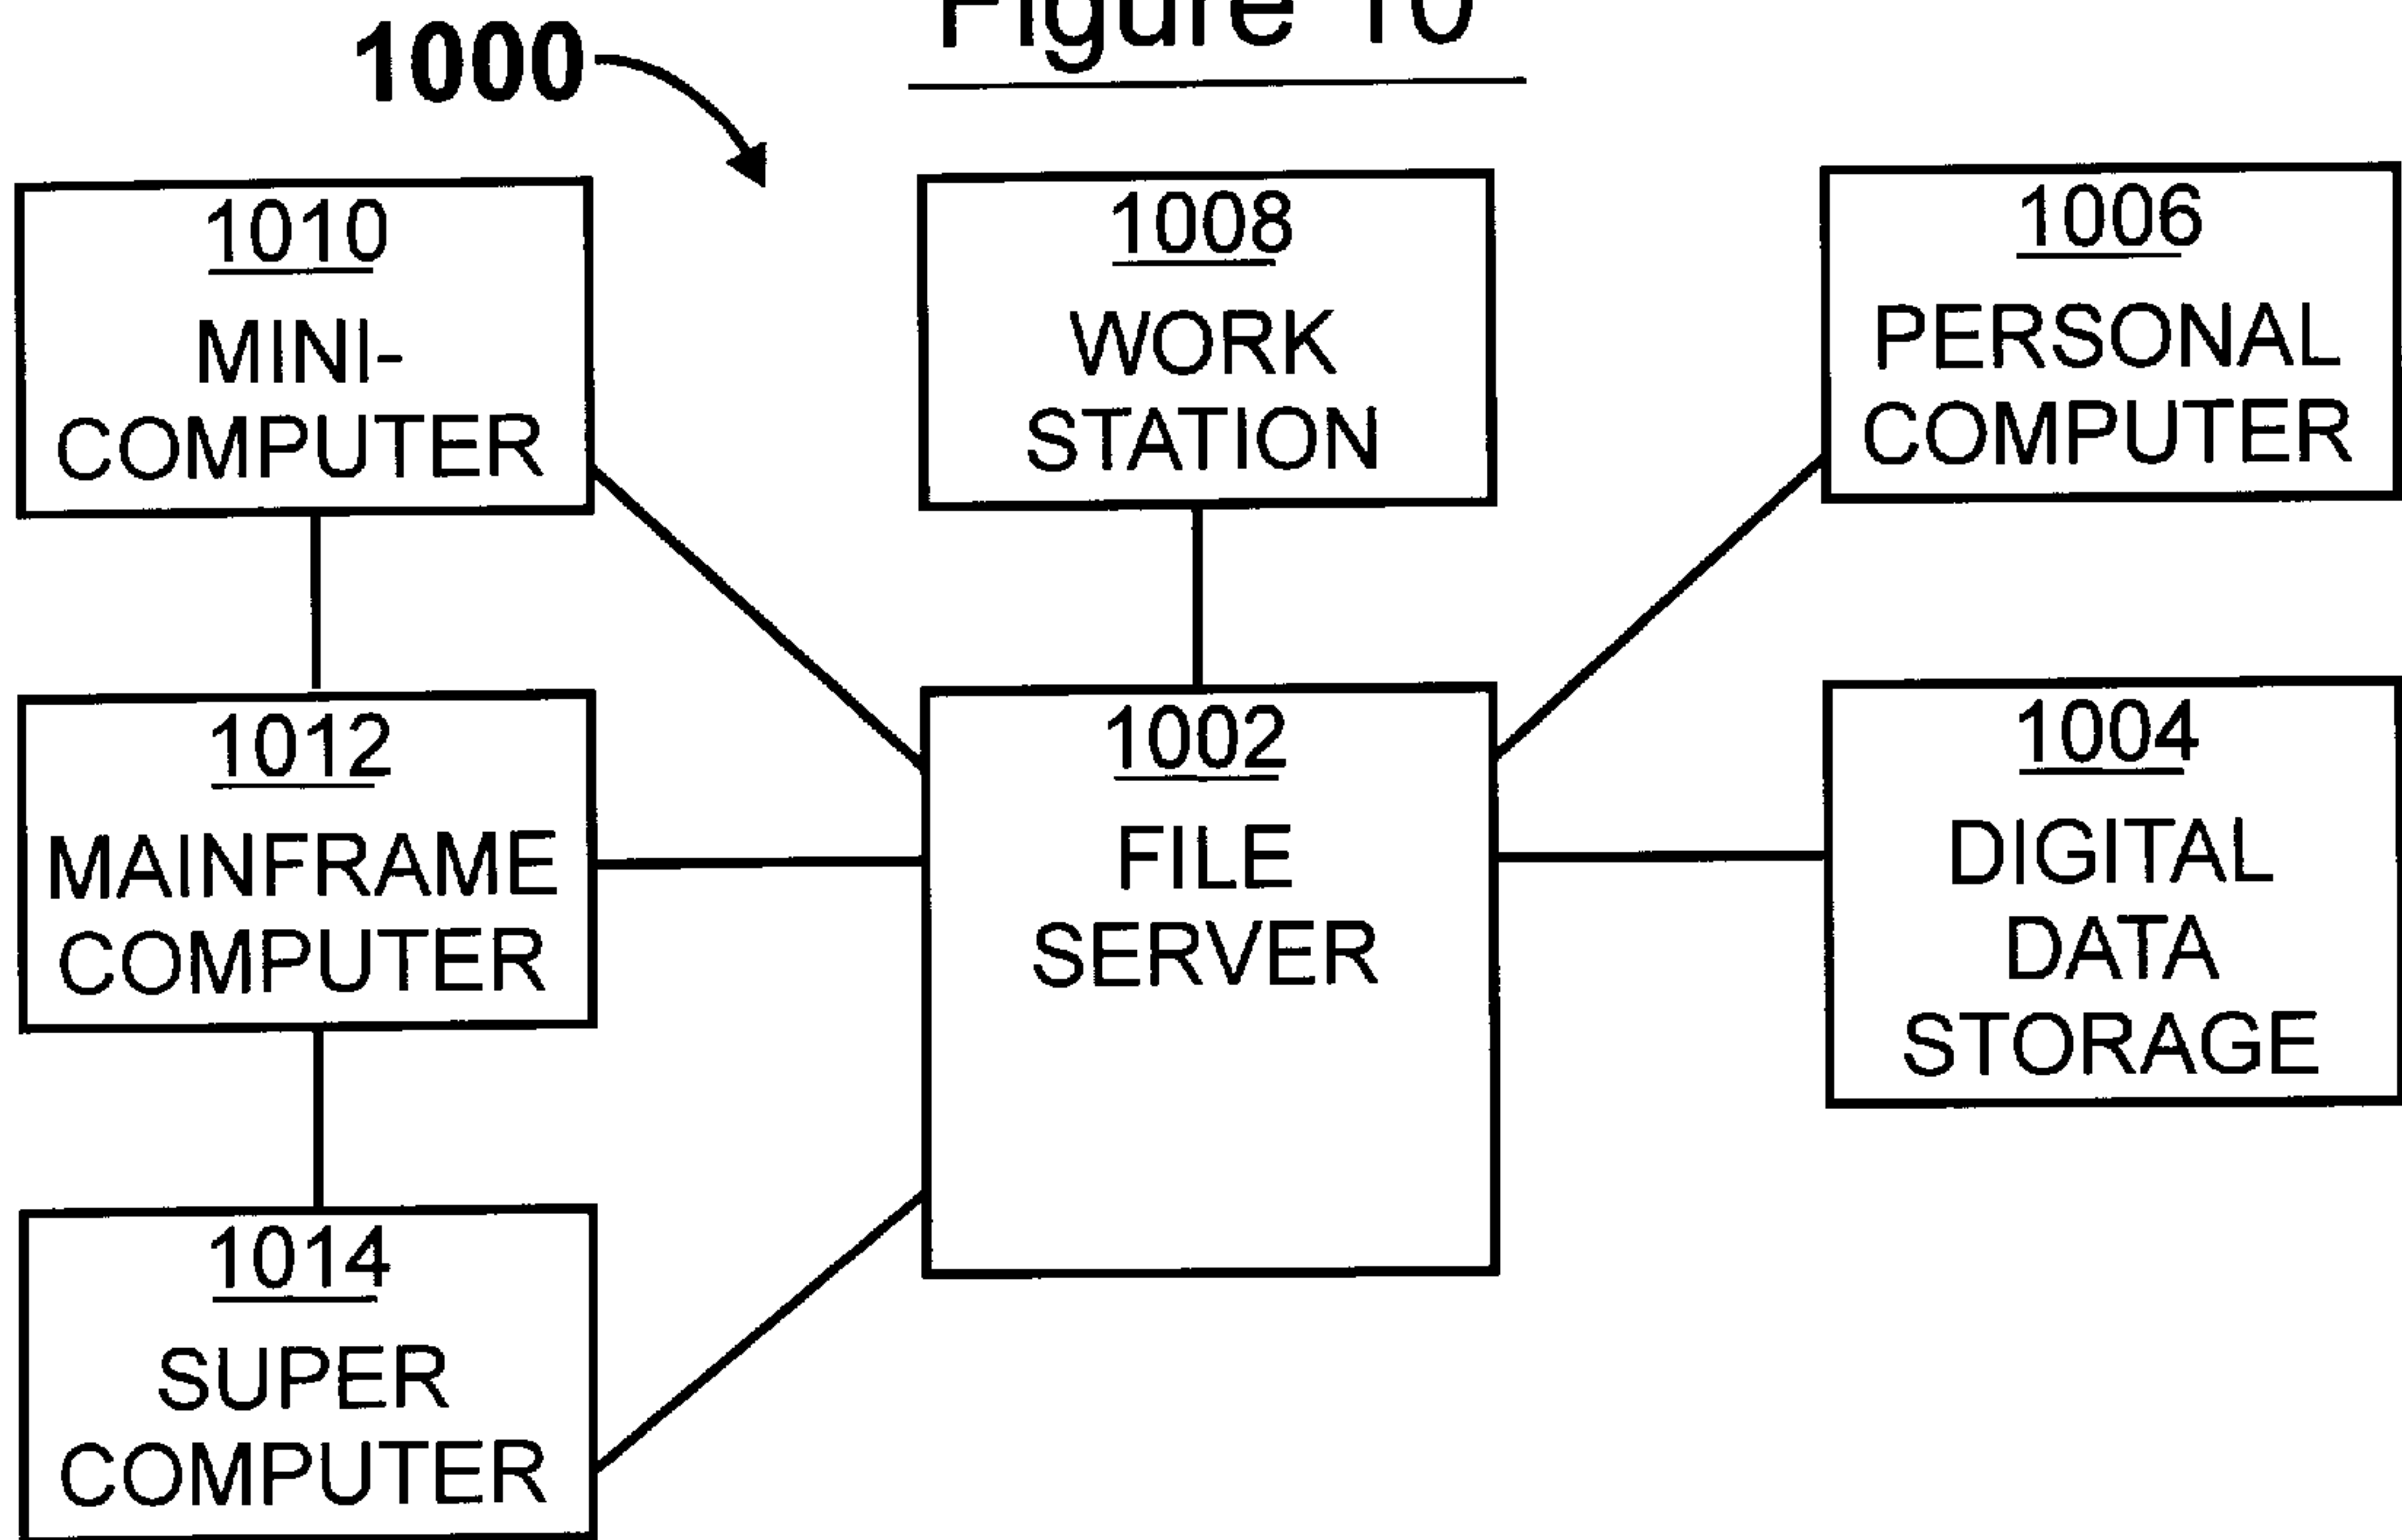 Figure 10
1000
1010
MINI-
COMPUTER
1008
WORK
STATION
1006
PERSONAL
COMPUTER
1012
MAINFRAME
COMPUTER
1002
FILE
SERVER
1004
DIGITAL
DATA
STORAGE
1014
SUPER
COMPUTER